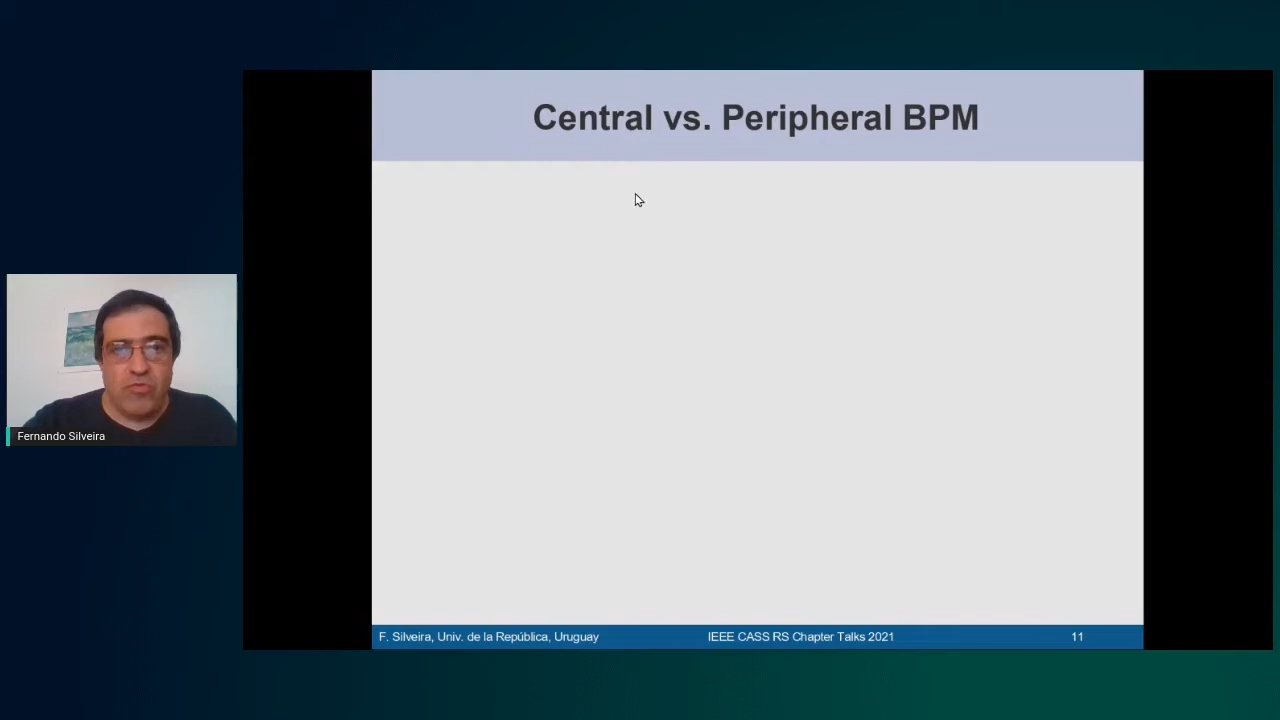 Central vs. Peripheral BPM
Fernando Silveira
F. Silveira, Univ. de la República, Uruguay
IEEE CASS RS Chapter Talks 2021
11